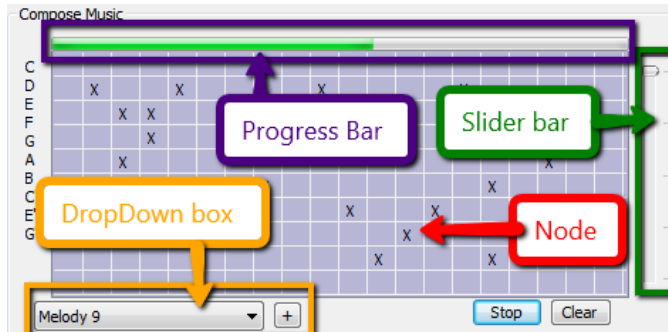 Compose Music
C
D X X X X
E
F X X
G X
A X X
B X
C
E' X X
G X
X X
Progress Bar
Slider bar
DropDown box
Node
Melody 9 +
Stop Clear